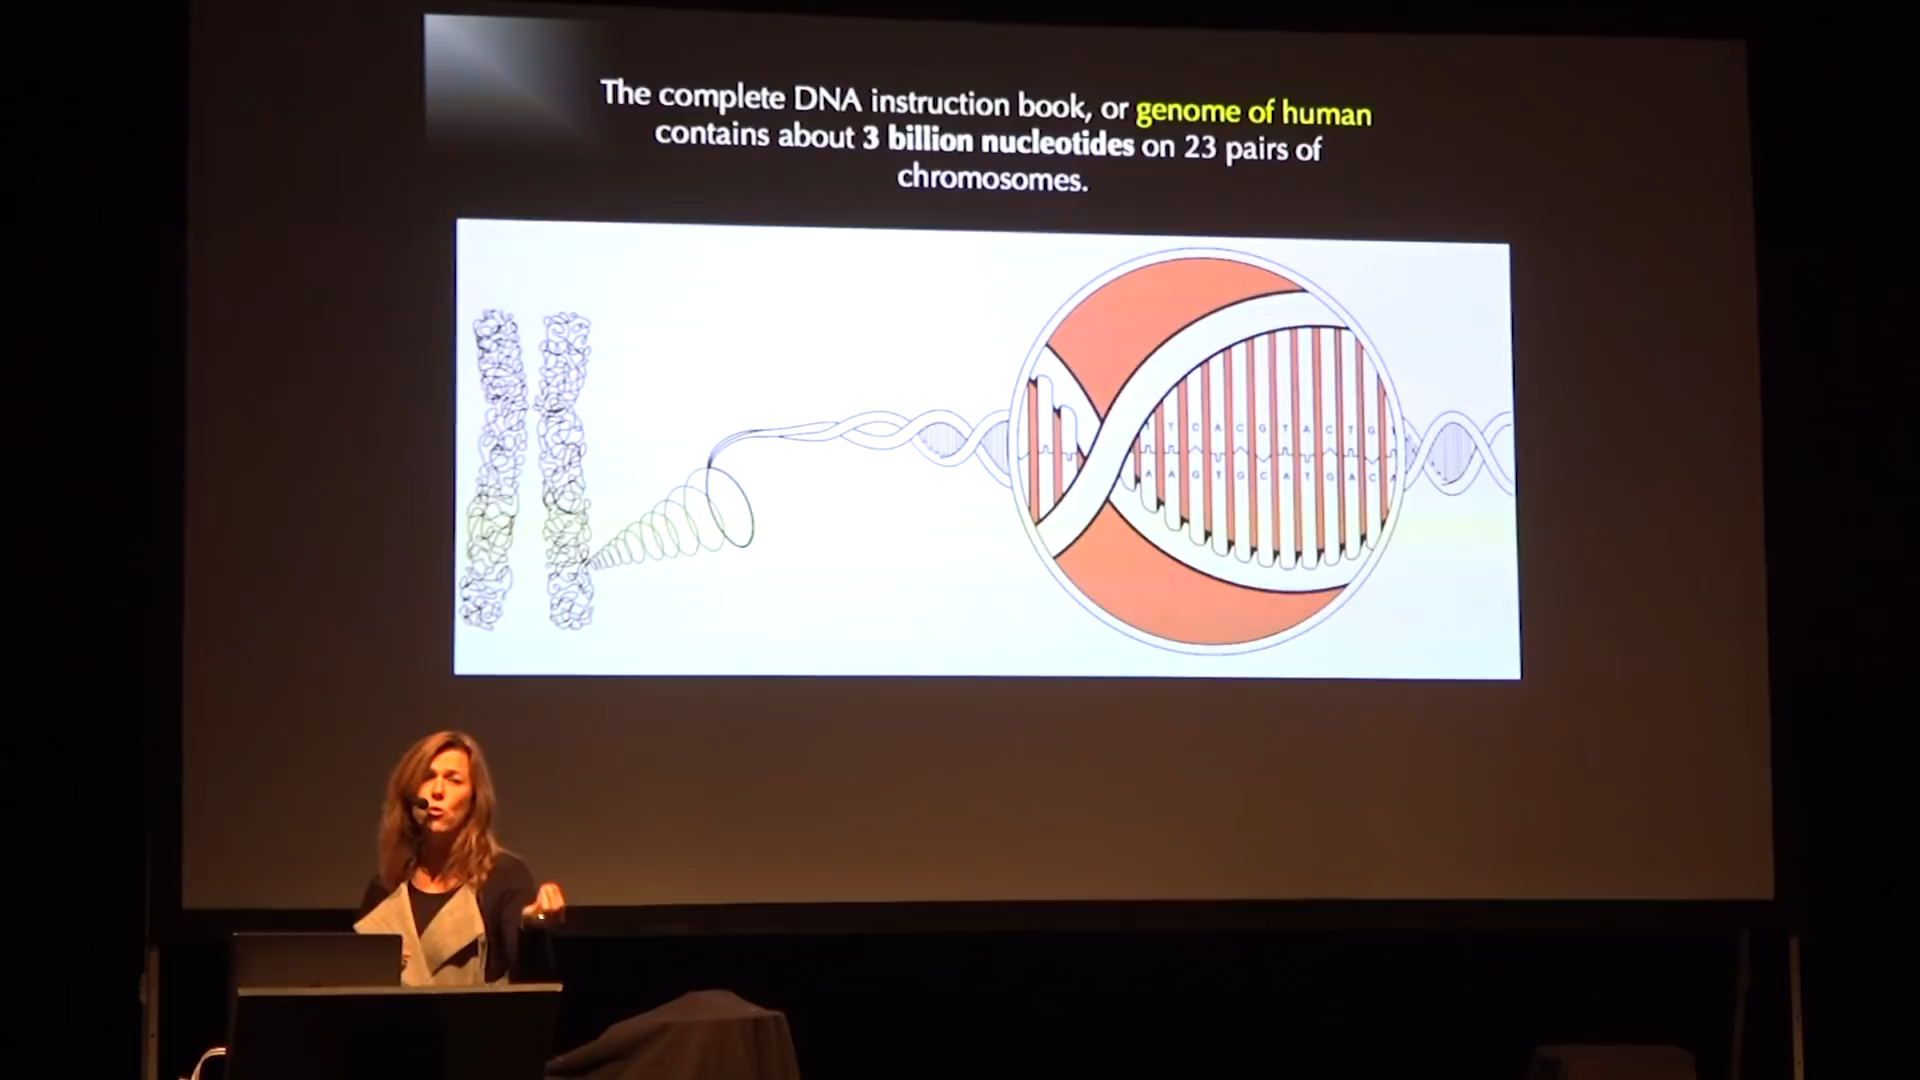 The complete DNA instruction book, or genome of human
contains about 3 billion nucleotides on 23 pairs of
chromosomes.
T T C A C G T A C T G T
A A G T G C A T G A C A